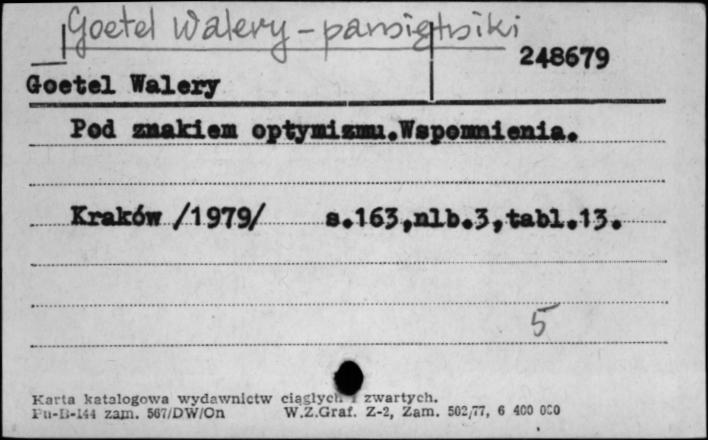 Goetel Walery - pamiętniki
248679
Goetel Walery
Pod znakiem optymizmu.Wspomnienia.
Kraków /1979/ s.163,nlb.3,tabl.13.
5
Karta katalogowa wydawnictw ciągłych i zwartych.
Pu-B-144 zam. 567/DW/On W.Z.Graf. Z-2, Zam. 502/77, 6 400 000